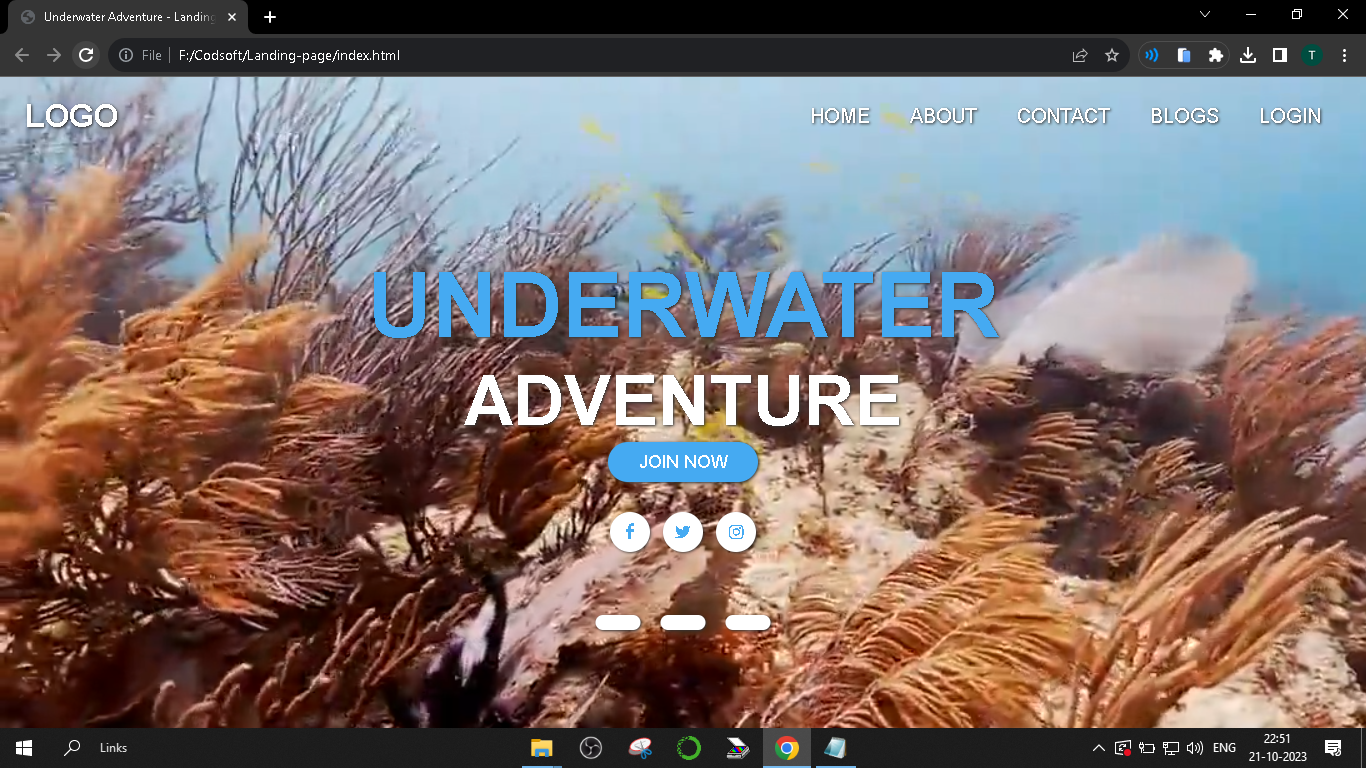 Underwater Adventure - Landing
File
F:/Codsoft/Landing-page/index.html
T
LOGO
HOME
ABOUT
CONTACT
BLOGS
LOGIN
UNDERWATER
ADVENTURE
JOIN NOW
Links
ENG
22:51
21-10-2023